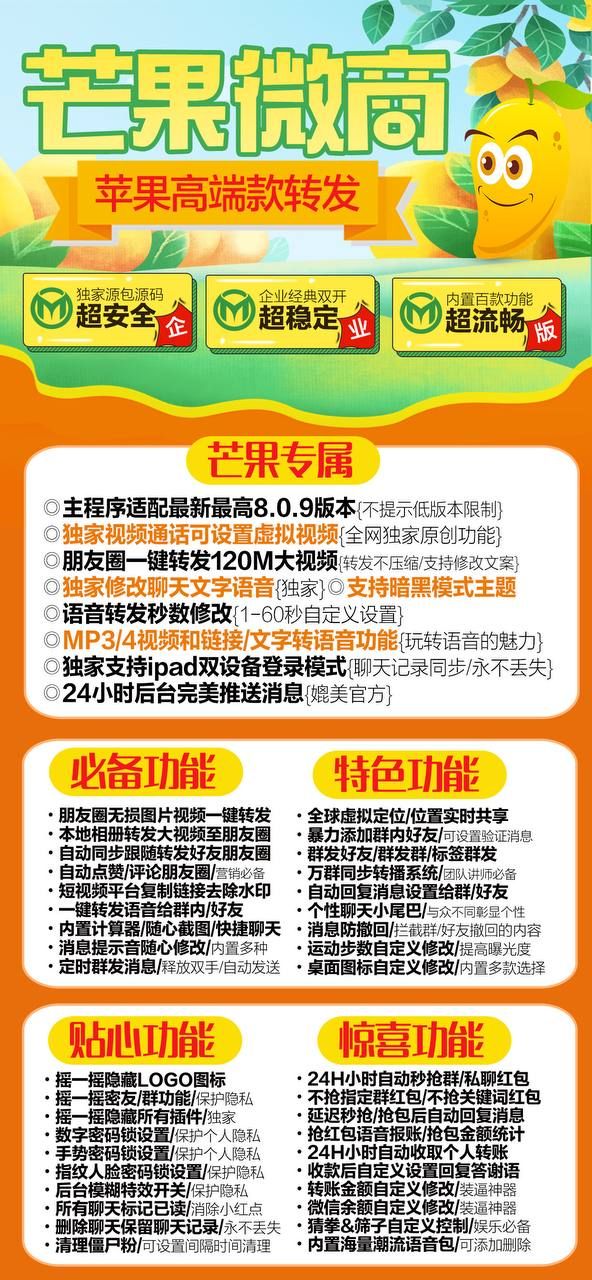 芒果微商
苹果高端款转发
独家源包源码
超安全
企
企业经典双开
超稳定
业
内置百款功能
超流畅
版
芒果专属
◎主程序适配最新最高8.0.9版本{不提示低版本限制}
◎独家视频通话可设置虚拟视频{全网独家原创功能}
◎朋友圈一键转发120M大视频{转发不压缩/支持修改文案}
◎独家修改聊天文字语音{独家}◎支持暗黑模式主题
◎语音转发秒数修改{1-60秒自定义设置}
◎MP3/4视频和链接/文字转语音功能{玩转语音的魅力}
◎独家支持ipad双设备登录模式{聊天记录同步/永不丢失}
◎24小时后台完美推送消息{媲美官方}
必备功能
·朋友圈无损图片视频一键转发
·本地相册转发大视频至朋友圈
·自动同步跟随转发好友朋友圈
·自动点赞/评论朋友圈/营销必备
·短视频平台复制链接去除水印
·一键转发语音给群内/好友
·内置计算器/随心截图/快捷聊天
·消息提示音随心修改/内置多种
·定时群发消息/释放双手/自动发送
特色功能
·全球虚拟定位/位置实时共享
·暴力添加群内好友/可设置验证消息
·群发好友/群发群/标签群发
·万群同步转播系统/团队讲师必备
·自动回复消息设置给群/好友
·个性聊天小尾巴/与众不同彰显个性
·消息防撤回/拦截群/好友撤回的内容
·运动步数自定义修改/提高曝光度
·桌面图标自定义修改/内置多款选择
贴心功能
·摇一摇隐藏LOGO图标
·摇一摇密友/群功能/保护隐私
·摇一摇隐藏所有插件/独家
·数字密码锁设置/保护个人隐私
·手势密码锁设置/保护个人隐私
·指纹人脸密码锁设置/保护隐私
·后台模糊特效开关/保护隐私
·所有聊天标记已读/消除小红点
·删除聊天保留聊天记录/永不丢失
·清理僵尸粉/可设置间隔时间清理
惊喜功能
·24H小时自动秒抢群/私聊红包
·不抢指定群红包/不抢关键词红包
·延迟秒抢/抢包后自动回复消息
·抢红包语音报账/抢包金额统计
·24H小时自动收取个人转账
·收款后自定义设置回复答谢语
·转账金额自定义修改/装逼神器
·微信余额自定义修改/装逼神器
·猜拳&筛子自定义控制/娱乐必备
·内置海量潮流语音包/可添加删除